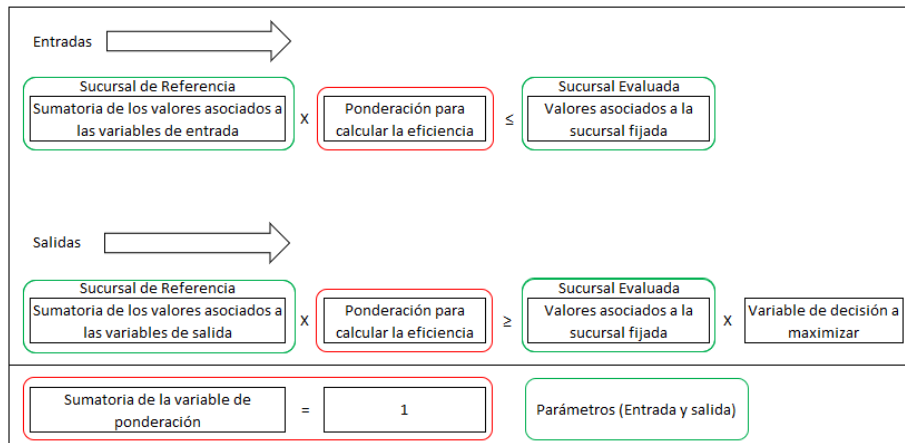 Entradas
Sucursal de Referencia
Sumatoria de los valores asociados a
las variables de entrada
X
Ponderación para
calcular la eficiencia
≤
Sucursal Evaluada
Valores asociados a la
sucursal fijada
Salidas
Sucursal de Referencia
Sumatoria de los valores asociados a
las variables de salida
X
Ponderación para
calcular la eficiencia
≥
Sucursal Evaluada
Valores asociados a la
sucursal fijada
X
Variable de decisión a
maximizar
Sumatoria de la variable de
ponderación
=
1
Parámetros (Entrada y salida)